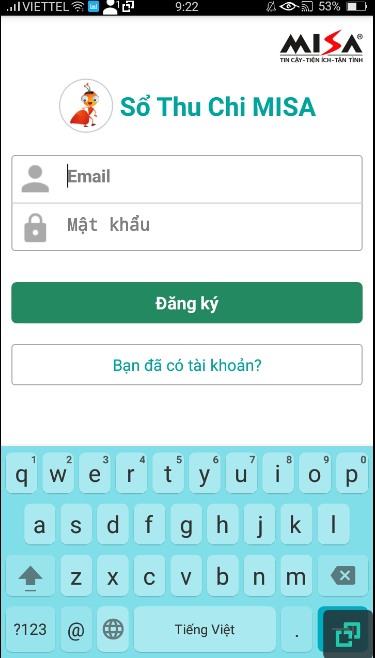 VIETTEL 9:22 53%
MISA®
TIN CẬY-TIỆN ÍCH-TẬN TÌNH
Sổ Thu Chi MISA
Email
Mật khẩu
Đăng ký
Bạn đã có tài khoản?
1 2 3 4 5 6 7 8 9 0
q w e r t y u i o p
a s d f g h j k l
z x c v b n m
?123 @ Tiếng Việt .